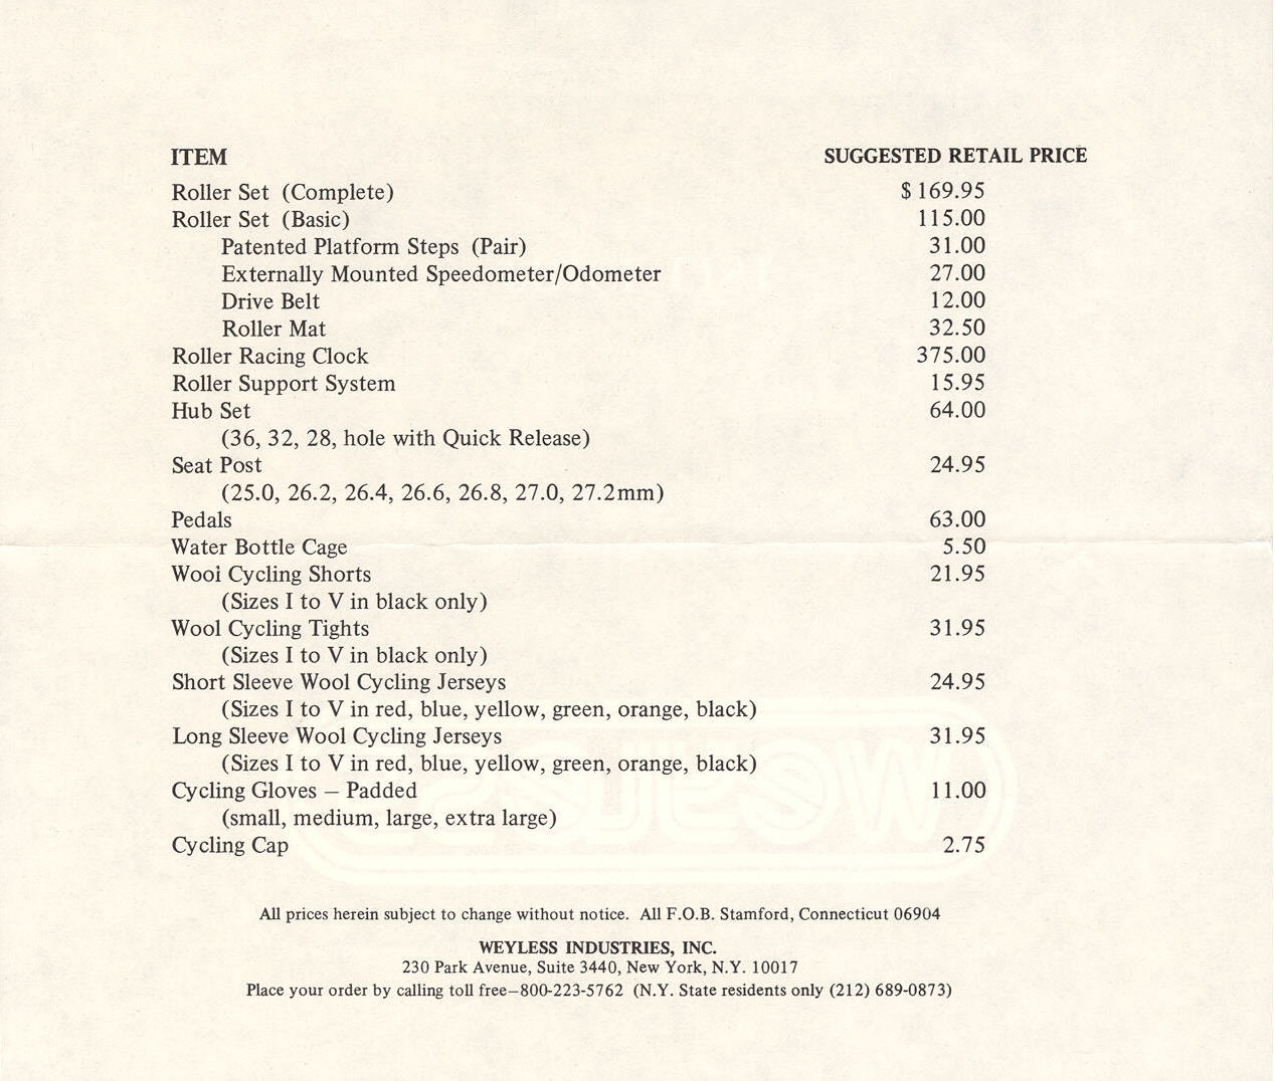 ITEM SUGGESTED RETAIL PRICE
Roller Set (Complete) $ 169.95
Roller Set (Basic) 115.00
Patented Platform Steps (Pair) 31.00
Externally Mounted Speedometer/Odometer 27.00
Drive Belt 12.00
Roller Mat 32.50
Roller Racing Clock 375.00
Roller Support System 15.95
Hub Set 64.00
(36, 32, 28, hole with Quick Release)
Seat Post 24.95
(25.0, 26.2, 26.4, 26.6, 26.8, 27.0, 27.2mm)
Pedals 63.00
Water Bottle Cage 5.50
Wooi Cycling Shorts 21.95
(Sizes I to V in black only)
Wool Cycling Tights 31.95
(Sizes I to V in black only)
Short Sleeve Wool Cycling Jerseys 24.95
(Sizes I to V in red, blue, yellow, green, orange, black)
Long Sleeve Wool Cycling Jerseys 31.95
(Sizes I to V in red, blue, yellow, green, orange, black)
Cycling Gloves – Padded 11.00
(small, medium, large, extra large)
Cycling Cap 2.75
All prices herein subject to change without notice. All F.O.B. Stamford, Connecticut 06904
WEYLESS INDUSTRIES, INC.
230 Park Avenue, Suite 3440, New York, N.Y. 10017
Place your order by calling toll free–800-223-5762 (N.Y. State residents only (212) 689-0873)